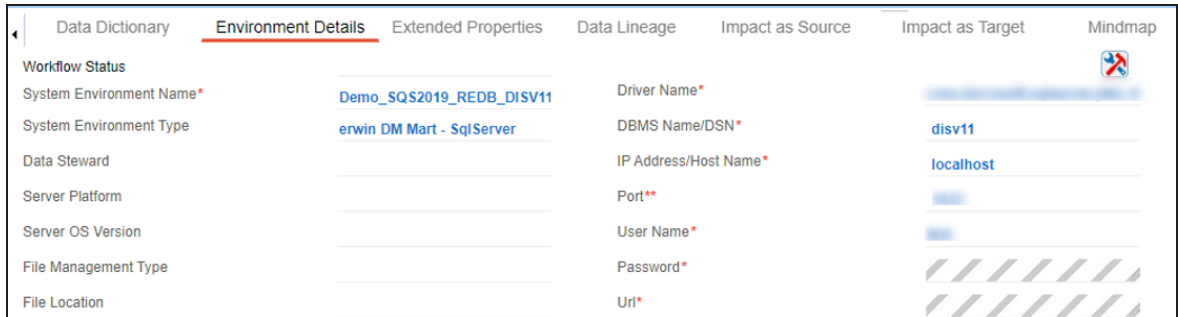 Data Dictionary Environment Details Extended Properties Data Lineage Impact as Source Impact as Target Mindmap
Workflow Status
System Environment Name* Demo_SQS2019_REDB_DISV11 Driver Name*
System Environment Type erwin DM Mart - SqlServer DBMS Name/DSN* disv11
Data Steward IP Address/Host Name* localhost
Server Platform Port**
Server OS Version User Name*
File Management Type Password*
File Location Url*